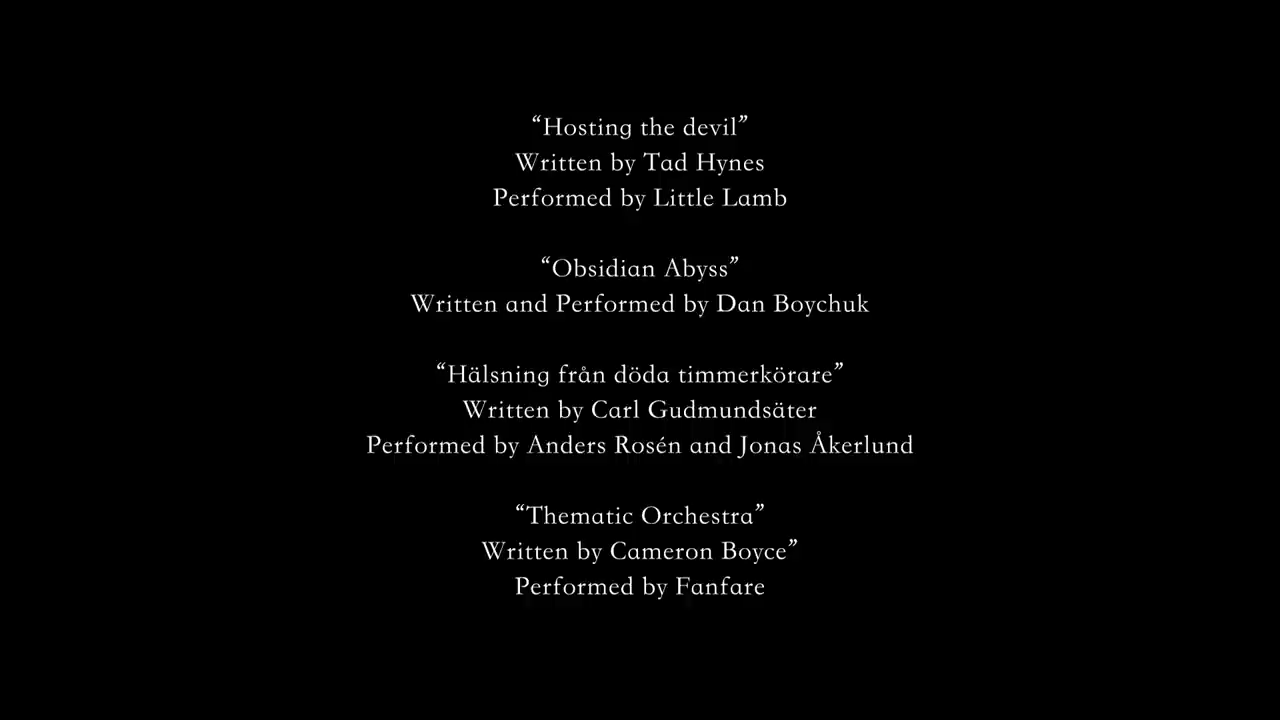 “Hosting the devil”
Written by Tad Hynes
Performed by Little Lamb
“Obsidian Abyss”
Written and Performed by Dan Boychuk
“Hälsning från döda timmerkörare”
Written by Carl Gudmundsäter
Performed by Anders Rosén and Jonas Åkerlund
“Thematic Orchestra”
Written by Cameron Boyce”
Performed by Fanfare